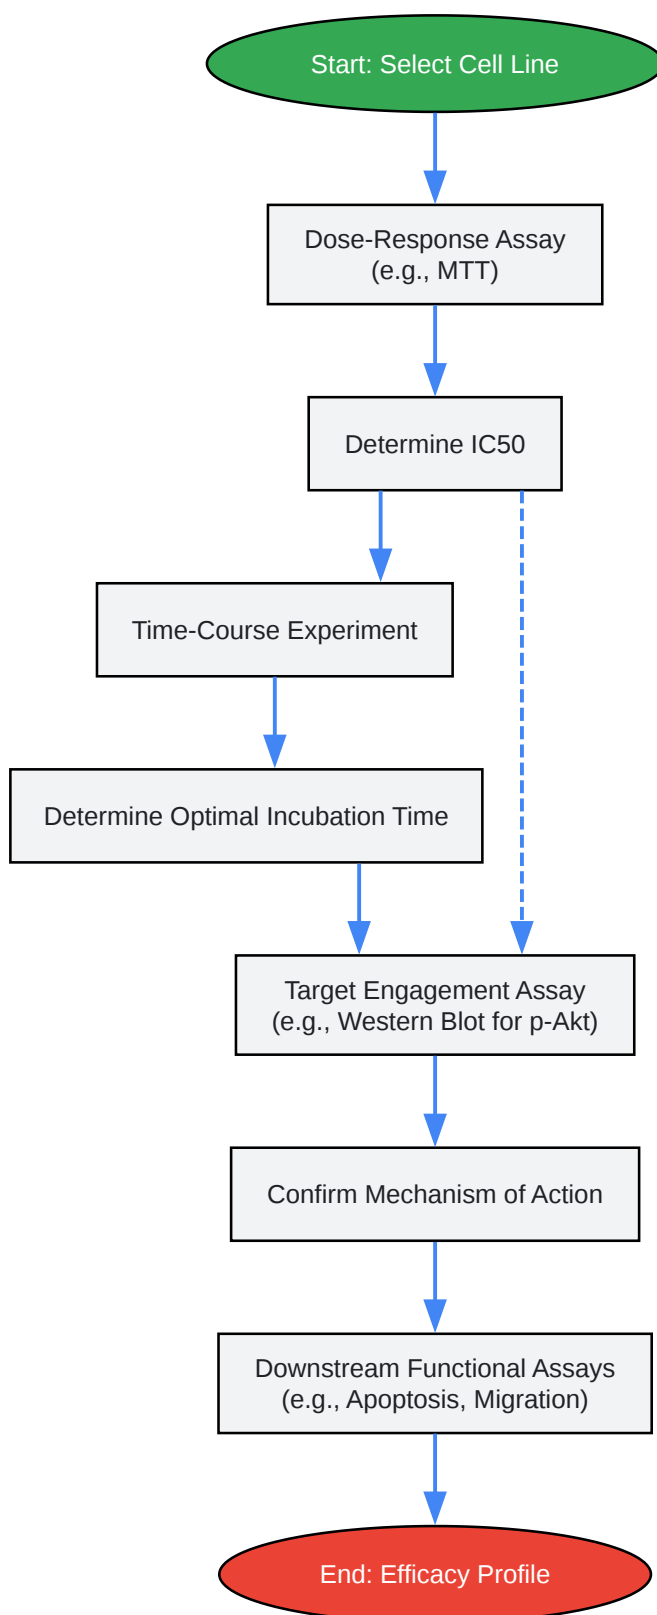 Start: Select Cell Line
Dose-Response Assay
(e.g., MTT)
Determine IC50
Time-Course Experiment
Determine Optimal Incubation Time
Target Engagement Assay
(e.g., Western Blot for p-Akt)
Confirm Mechanism of Action
Downstream Functional Assays
(e.g., Apoptosis, Migration)
End: Efficacy Profile